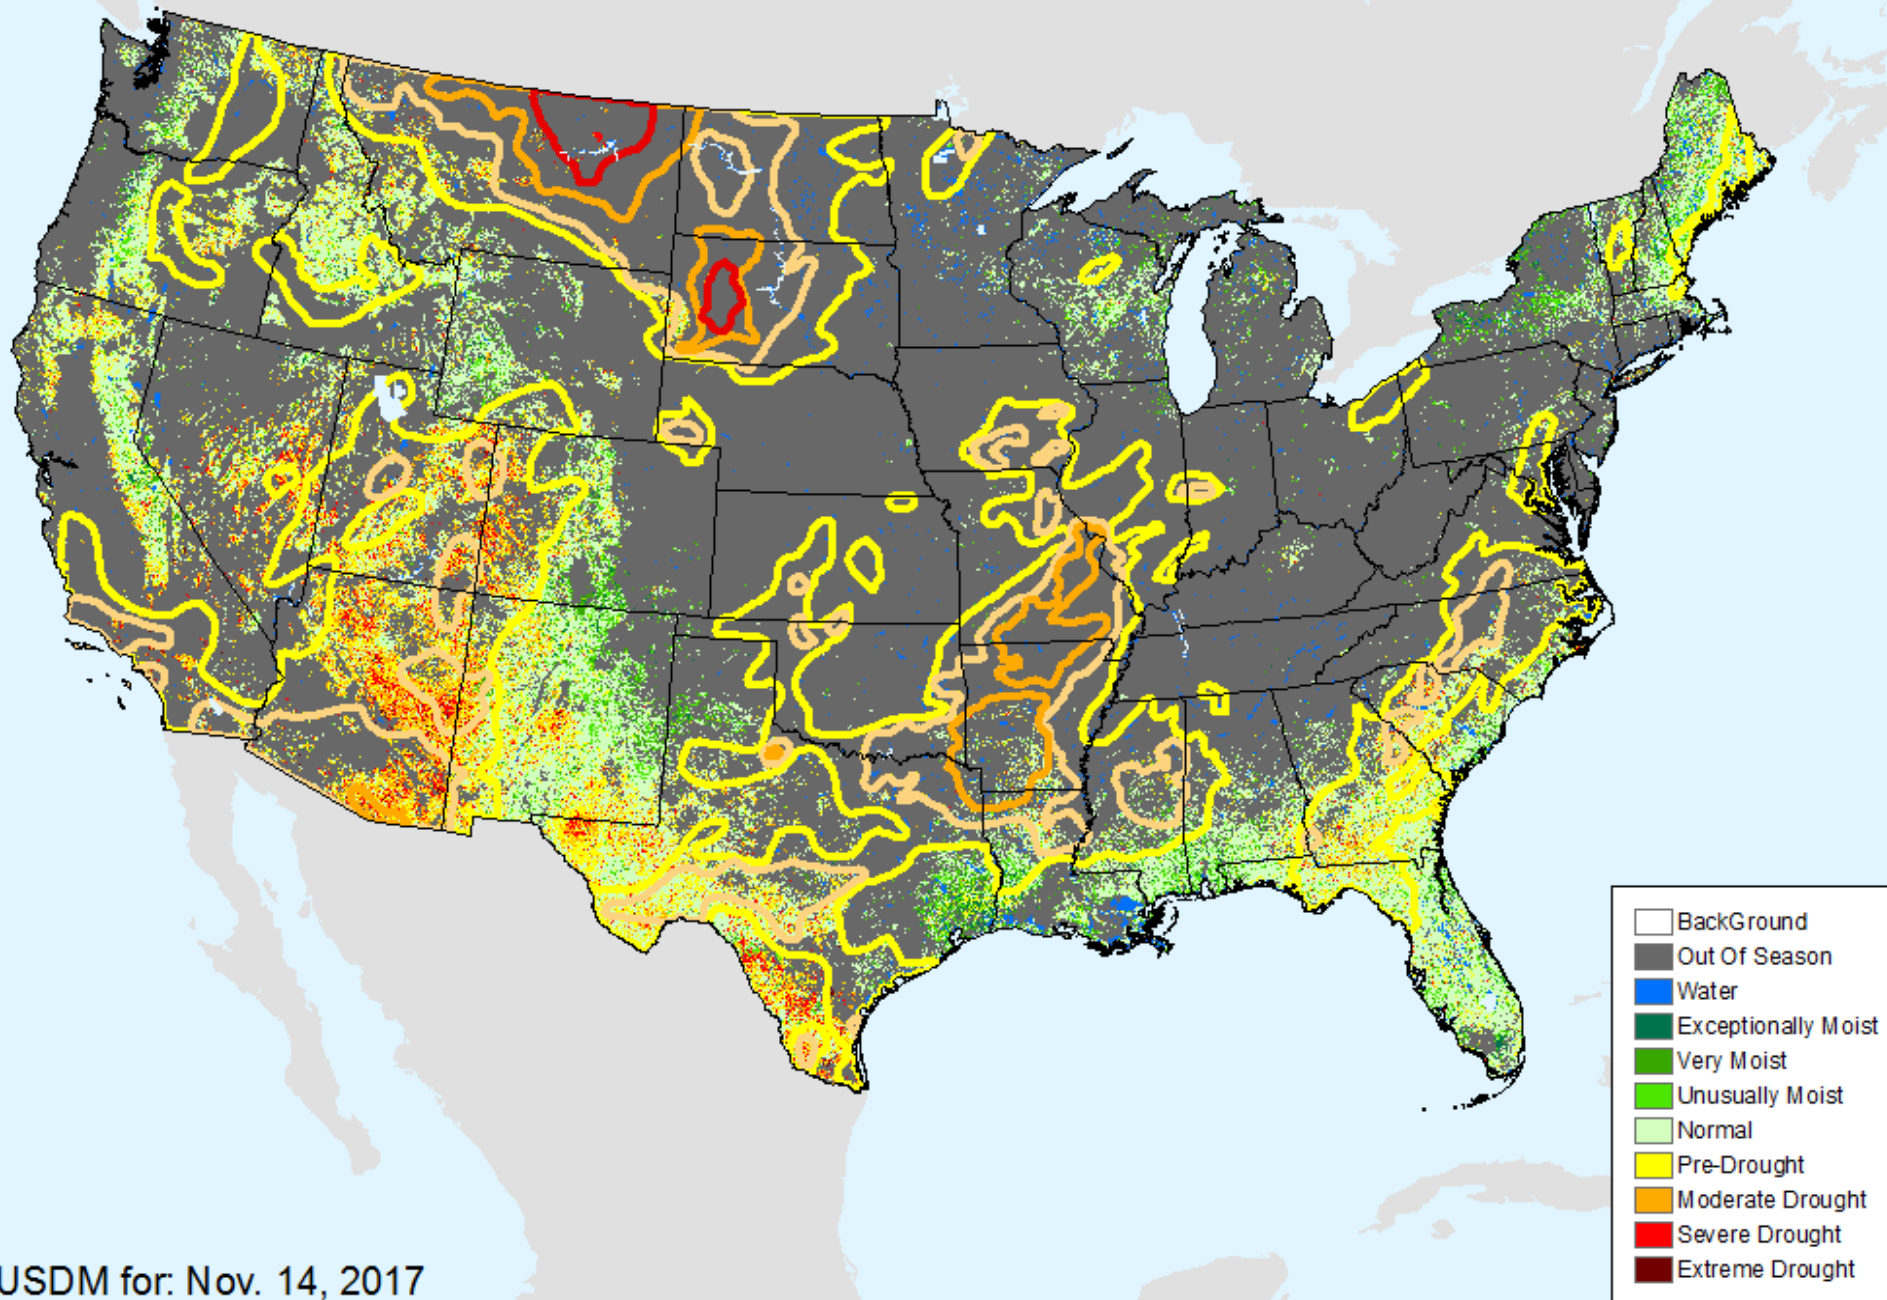 BackGround
Out Of Season
Water
Exceptionally Moist
Very Moist
Unusually Moist
Normal
Pre-Drought
Moderate Drought
Severe Drought
Extreme Drought
USDM for: Nov. 14, 2017